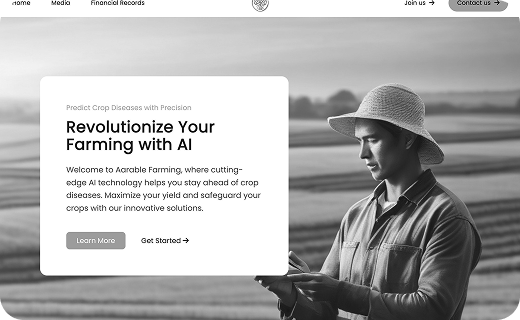 Home Media Financial Records Join us → Contact us →
Predict Crop Diseases with Precision
Revolutionize Your
Farming with AI
Welcome to Aarable Farming, where cutting-
edge AI technology helps you stay ahead of crop
diseases. Maximize your yield and safeguard your
crops with our innovative solutions.
Learn More Get Started →